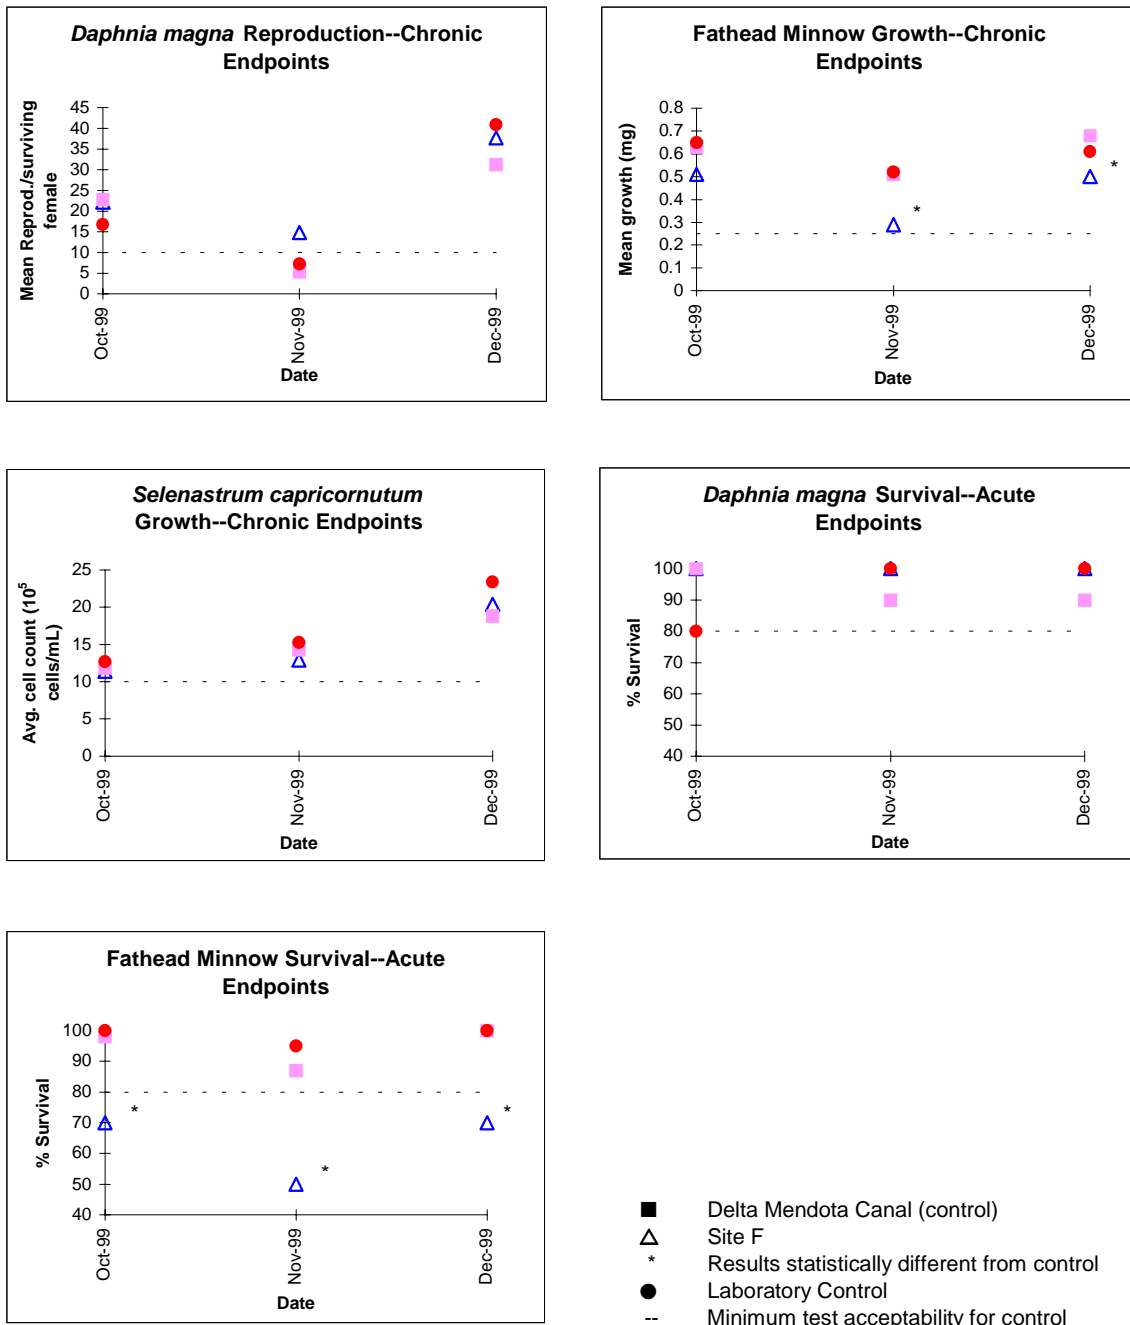 Daphnia magna Reproduction--Chronic
Endpoints
Mean Reprod./surviving
female
45
40
35
30
25
20
15
10
5
0
Oct-99
Nov-99
Dec-99
Date
Fathead Minnow Growth--Chronic
Endpoints
Mean growth (mg)
0.8
0.7
0.6
0.5
0.4
0.3
0.2
0.1
0
*
*
Oct-99
Nov-99
Dec-99
Date
Selenastrum capricornutum
Growth--Chronic Endpoints
Avg. cell count (10⁵
cells/mL)
25
20
15
10
5
0
Oct-99
Nov-99
Dec-99
Date
Daphnia magna Survival--Acute
Endpoints
% Survival
100
90
80
70
60
50
40
Oct-99
Nov-99
Dec-99
Date
Fathead Minnow Survival--Acute
Endpoints
% Survival
100
90
80
70
60
50
40
*
*
*
Oct-99
Nov-99
Dec-99
Date
Delta Mendota Canal (control)
Site F
* Results statistically different from control
Laboratory Control
-- Minimum test acceptability for control